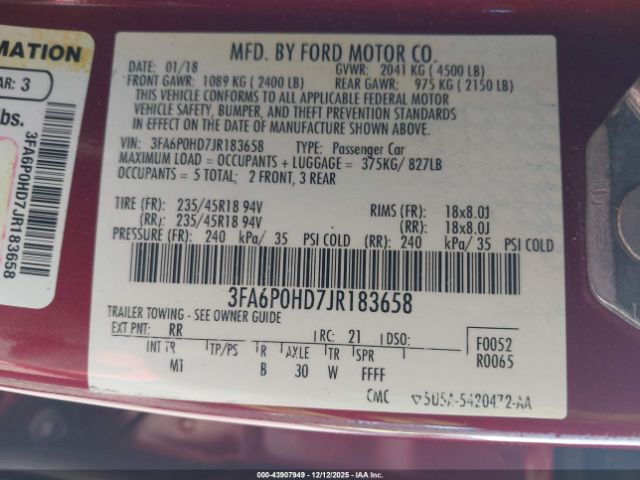 MATION
AR: 3
lbs.
3FA6P0HD7JR183658
MFD. BY FORD MOTOR CO.
DATE: 01/18 GVWR: 2041 KG ( 4500 LB)
FRONT GAWR: 1089 KG ( 2400 LB) REAR GAWR: 975 KG ( 2150 LB)
THIS VEHICLE CONFORMS TO ALL APPLICABLE FEDERAL MOTOR
VEHICLE SAFETY, BUMPER, AND THEFT PREVENTION STANDARDS
IN EFFECT ON THE DATE OF MANUFACTURE SHOWN ABOVE.
VIN: 3FA6P0HD7JR183658 TYPE: Passenger Car
MAXIMUM LOAD = OCCUPANTS + LUGGAGE = 375KG/ 827LB
OCCUPANTS = 5 TOTAL; 2 FRONT, 3 REAR
TIRE (FR): 235/45R18 94V RIMS (FR): 18x8.0J
(RR): 235/45R18 94V (RR): 18x8.0J
PRESSURE (FR): 240 kPa/ 35 PSI COLD (RR): 240 kPa/ 35 PSI COLD
3FA6P0HD7JR183658
TRAILER TOWING - SEE OWNER GUIDE
EXT PNT: RR RC: 21 DSO: F0052
INT TR TP/PS R AXLE TR SPR R0065
MT B 30 W FFFF
CMC 5U5A-5420472-AA
000-43907949 - 12/12/2025 - IAA, Inc.